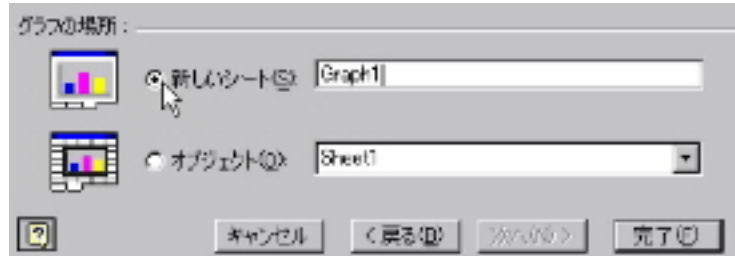 グラフの場所：
新しいシート(S): Graph1
オブジェクト(O): Sheet1
キャンセル <戻る(B) 次へ(N)> 完了(F)